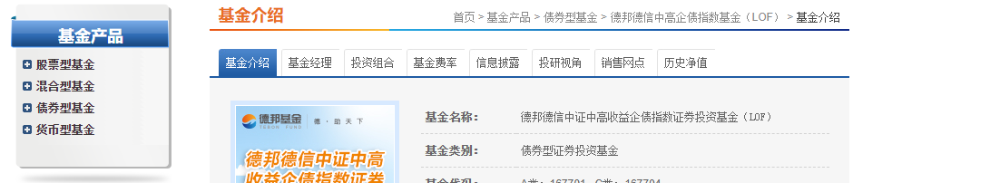 基金产品
股票型基金
混合型基金
债券型基金
货币型基金
基金介绍
首页 > 基金产品 > 债券型基金 > 德邦德信中高企债指数基金（LOF） > 基金介绍
基金介绍 基金经理 投资组合 基金费率 信息披露 投研视角 销售网点 历史净值
德邦基金 德·助天下
TEBON FUND
德邦德信中证中高
收益企债指数证券
基金名称： 德邦德信中证中高收益企债指数证券投资基金（LOF）
基金类别： 债券型证券投资基金
基金代码： A类：167701 C类：167704